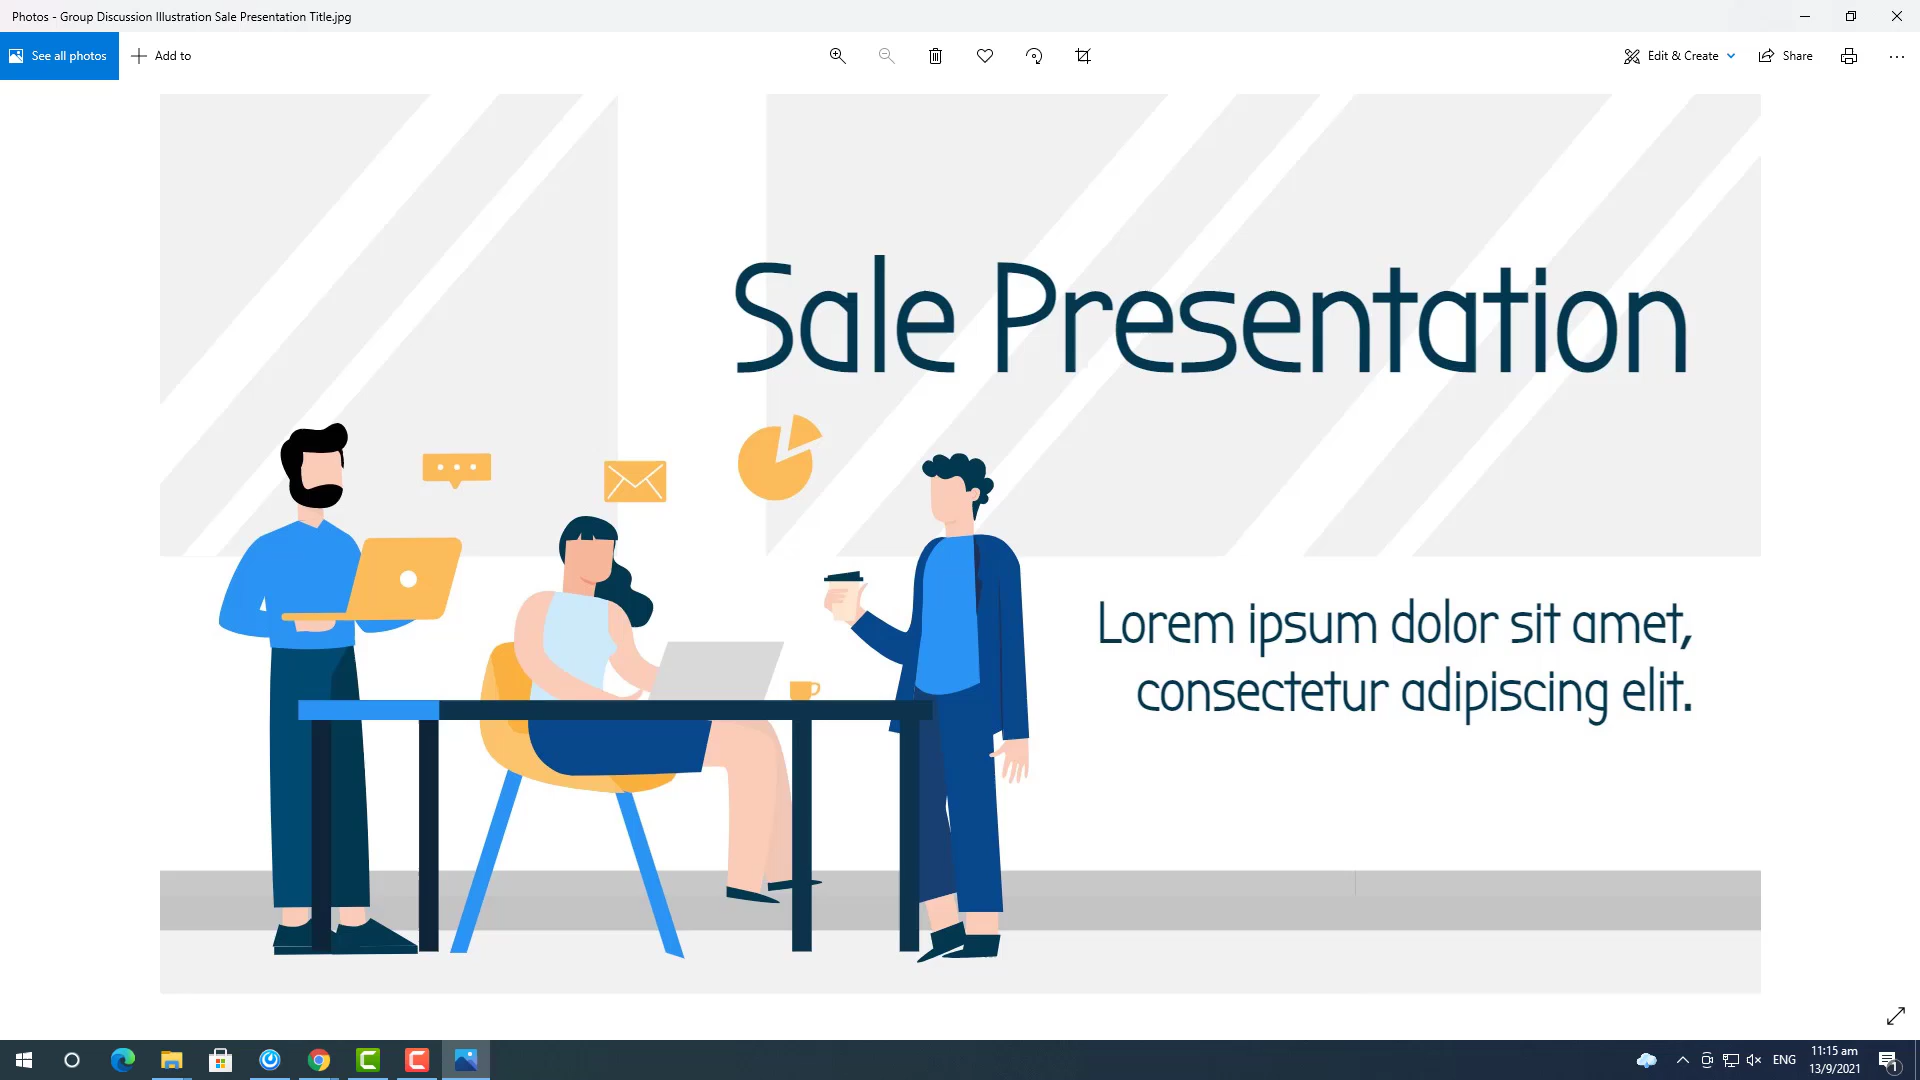 Photos - Group Discussion Illustration Sale Presentation Title.jpg
See all photos
Add to
Edit & Create
Share
Sale Presentation
Lorem ipsum dolor sit amet,
consectetur adipiscing elit.
ENG
11:15 am
13/9/2021
1